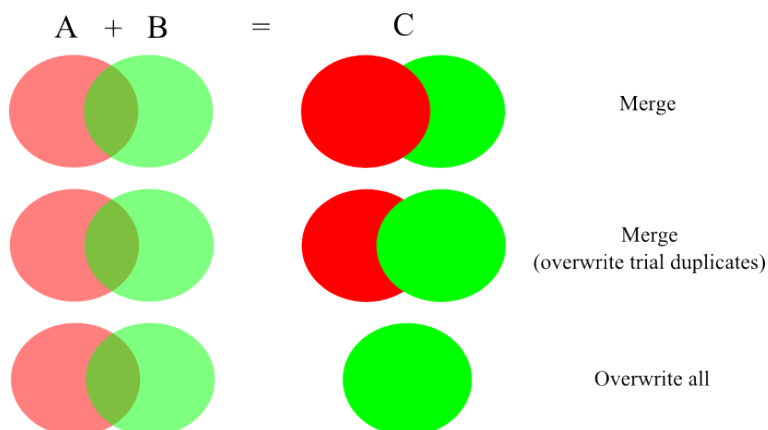 A + B = C
Merge
Merge
(overwrite trial duplicates)
Overwrite all